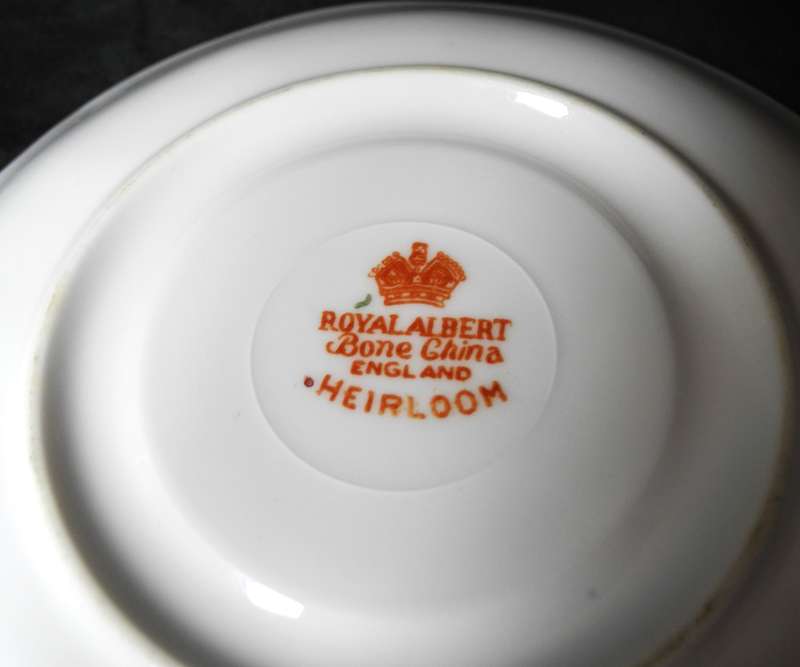 ROYAL ALBERT
Bone China
ENGLAND
HEIRLOOM